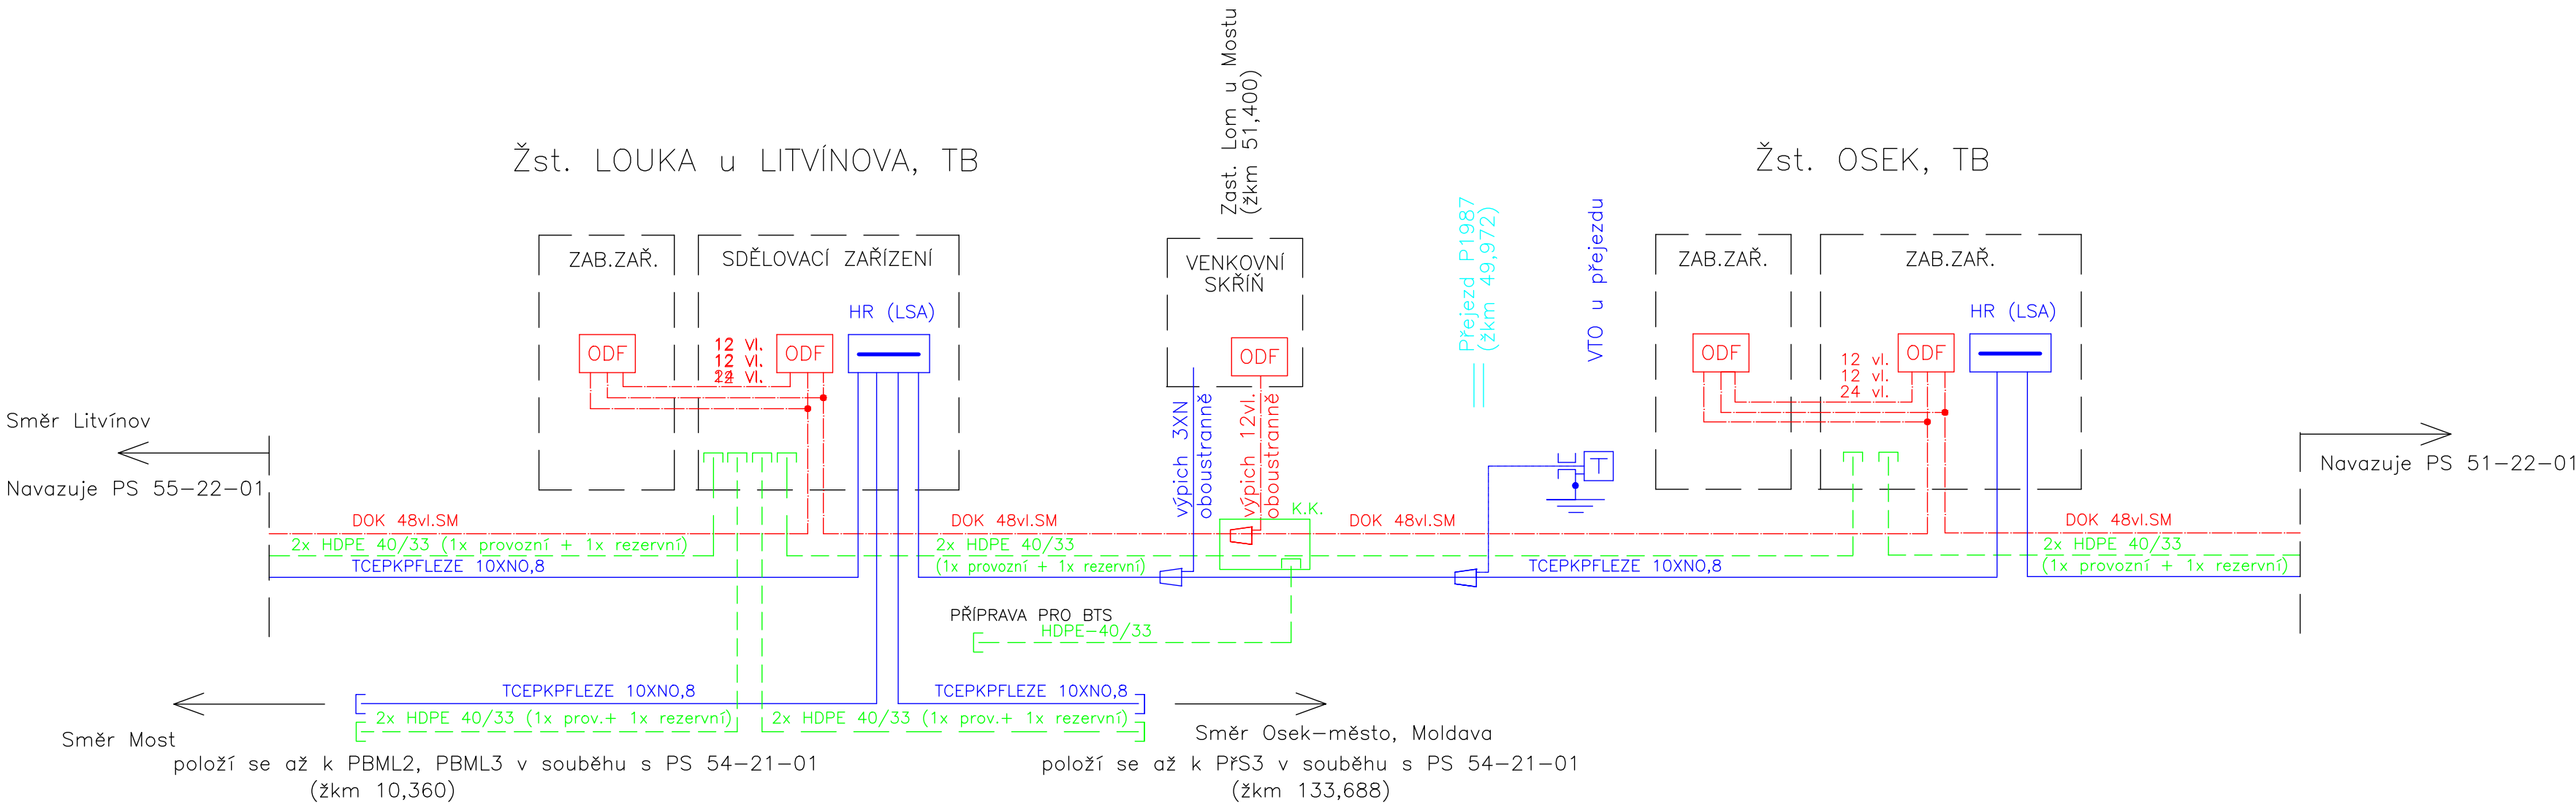 Zast. Lom u Mostu
(žkm 51,400)
Žst. LOUKA u LITVÍNOVA, TB
Žst. OSEK, TB
Přejezd P1987
(žkm 49,972)
VTO u přejezdu
ZAB.ZAŘ.
SDĚLOVACÍ ZAŘÍZENÍ
VENKOVNÍ
SKŘÍŇ
ZAB.ZAŘ.
ZAB.ZAŘ.
HR (LSA)
HR (LSA)
ODF
12 vl.
12 vl.
ODF
ODF
ODF
12 vl.
12 vl.
24 vl.
ODF
Směr Litvínov
Navazuje PS 55-22-01
výpich 3XN
oboustranně
výpich 12vl.
oboustranně
T
Navazuje PS 51-22-01
K.K.
DOK 48vl.SM
DOK 48vl.SM
DOK 48vl.SM
DOK 48vl.SM
2x HDPE 40/33 (1x provozní + 1x rezervní)
2x HDPE 40/33
(1x provozní + 1x rezervní)
2x HDPE 40/33
(1x provozní + 1x rezervní)
TCEPKPFLEZE 10XN0,8
TCEPKPFLEZE 10XN0,8
PŘÍPRAVA PRO BTS
HDPE-40/33
TCEPKPFLEZE 10XN0,8
TCEPKPFLEZE 10XN0,8
2x HDPE 40/33 (1x prov.+ 1x rezervní)
2x HDPE 40/33 (1x prov.+ 1x rezervní)
Směr Most
položí se až k PBML2, PBML3 v souběhu s PS 54-21-01
(žkm 10,360)
Směr Osek-město, Moldava
položí se až k PřS3 v souběhu s PS 54-21-01
(žkm 133,688)